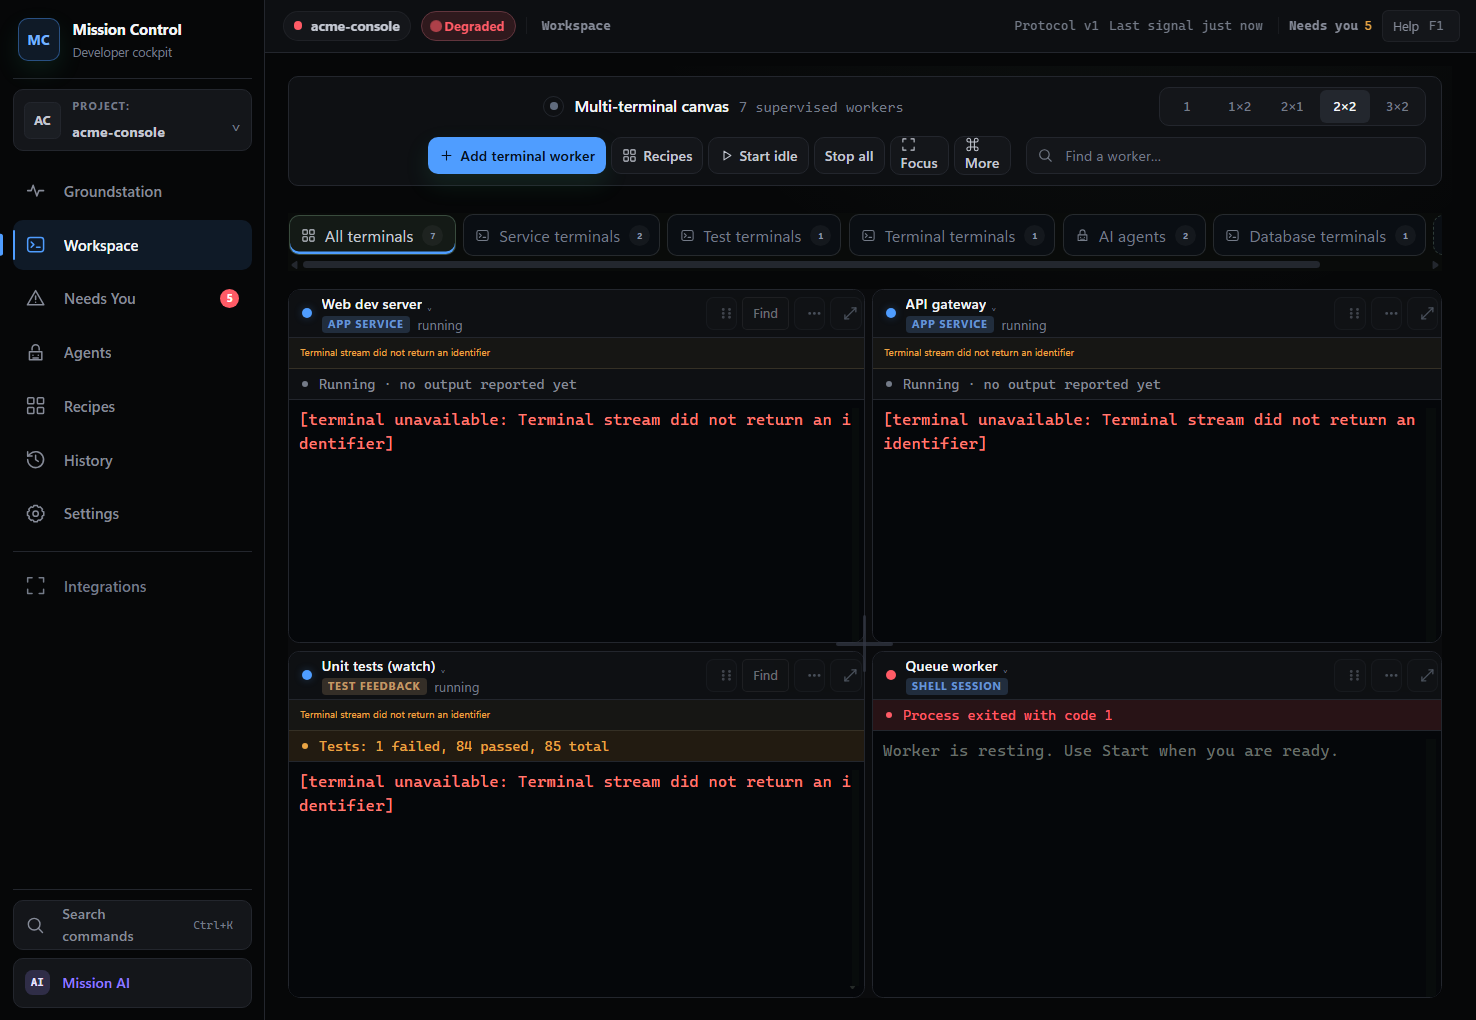 MC
Mission Control
Developer cockpit
AC
PROJECT:
acme-console
Groundstation
Workspace
Needs You
5
Agents
Recipes
History
Settings
Integrations
Search commands
Ctrl+K
AI
Mission AI
acme-console
Degraded
Workspace
Protocol v1
Last signal just now
Needs you 5
Help F1
Multi-terminal canvas
7 supervised workers
1
1×2
2×1
2×2
3×2
+ Add terminal worker
Recipes
Start idle
Stop all
Focus
More
Find a worker...
All terminals 7
Service terminals 2
Test terminals 1
Terminal terminals 1
AI agents 2
Database terminals 1
Web dev server
APP SERVICE
running
Find
Terminal stream did not return an identifier
Running · no output reported yet
[terminal unavailable: Terminal stream did not return an i
dentifier]
API gateway
APP SERVICE
running
Terminal stream did not return an identifier
Running · no output reported yet
[terminal unavailable: Terminal stream did not return an
identifier]
Unit tests (watch)
TEST FEEDBACK
running
Find
Terminal stream did not return an identifier
Tests: 1 failed, 84 passed, 85 total
[terminal unavailable: Terminal stream did not return an i
dentifier]
Queue worker
SHELL SESSION
Process exited with code 1
Worker is resting. Use Start when you are ready.